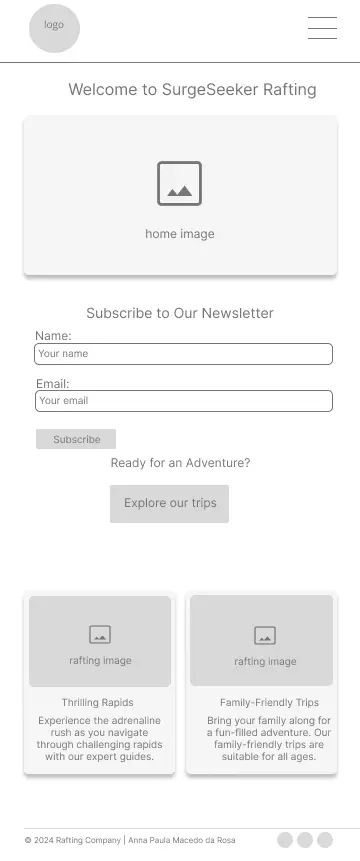 logo
Welcome to SurgeSeeker Rafting
home image
Subscribe to Our Newsletter
Name:
Your name
Email:
Your email
Subscribe
Ready for an Adventure?
Explore our trips
rafting image
Thrilling Rapids
Experience the adrenaline
rush as you navigate
through challenging rapids
with our expert guides.
rafting image
Family-Friendly Trips
Bring your family along for
a fun-filled adventure. Our
family-friendly trips are
suitable for all ages.
© 2024 Rafting Company | Anna Paula Macedo da Rosa